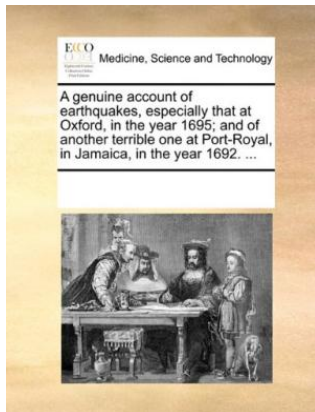 ECCO
Medicine, Science and Technology
A genuine account of
earthquakes, especially that at
Oxford, in the year 1695; and of
another terrible one at Port-Royal,
in Jamaica, in the year 1692. ...